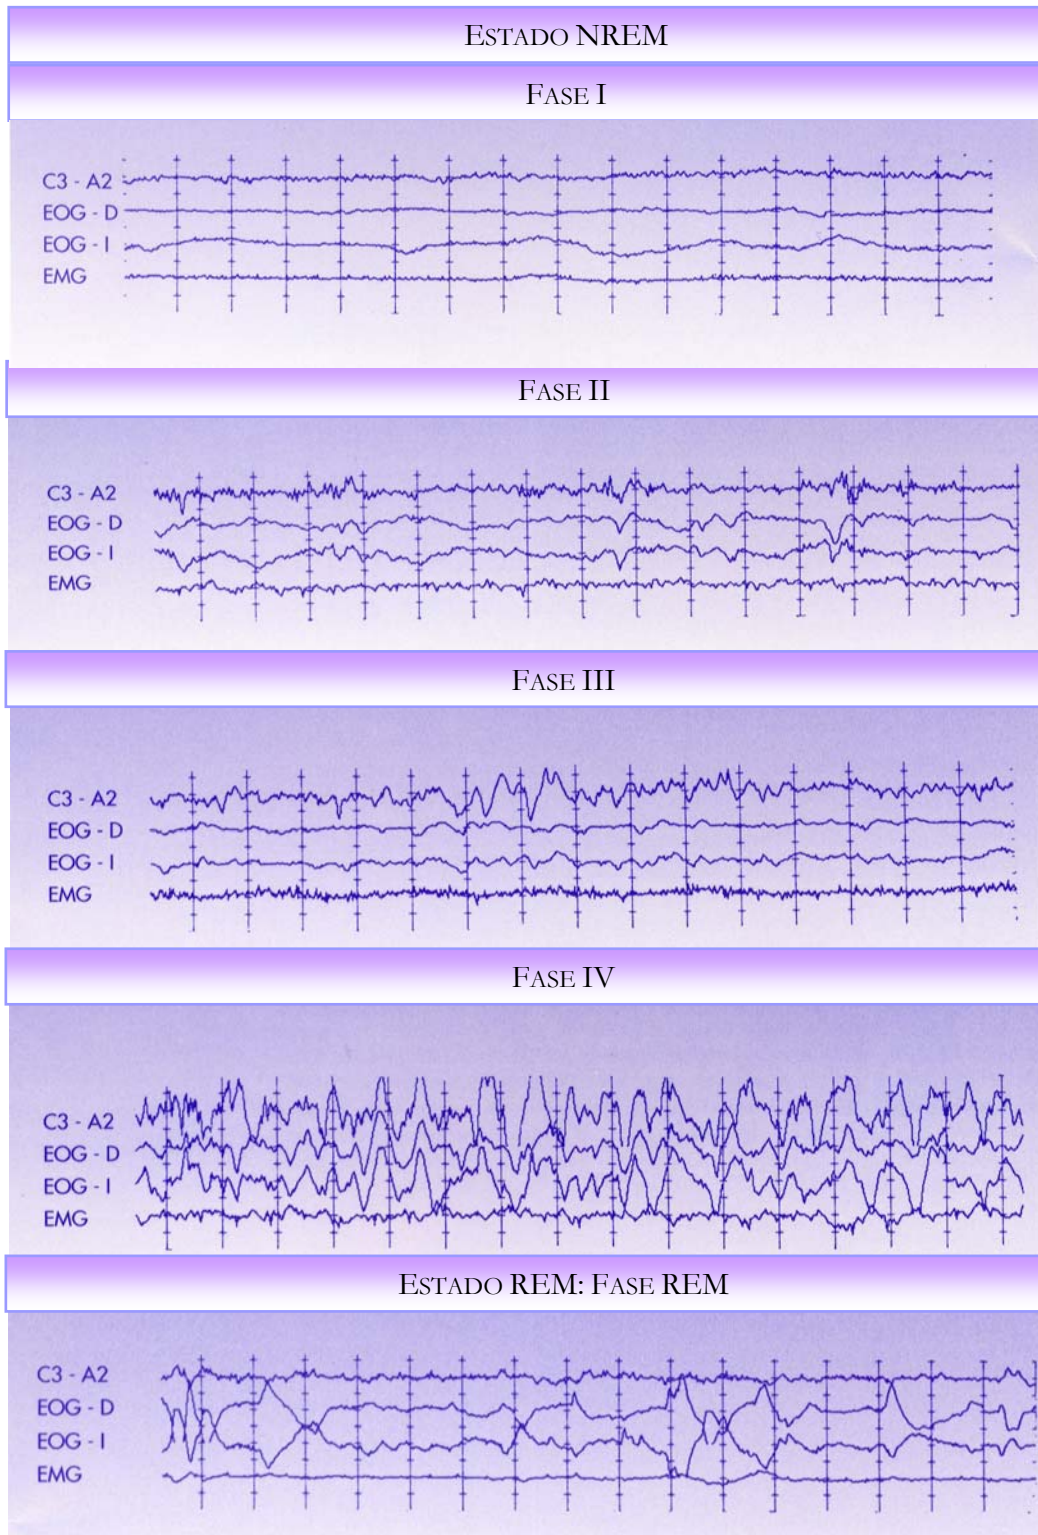 ESTADO NREM
FASE I
C3 - A2
EOG - D
EOG - I
EMG
FASE II
C3 - A2
EOG - D
EOG - I
EMG
FASE III
C3 - A2
EOG - D
EOG - I
EMG
FASE IV
C3 - A2
EOG - D
EOG - I
EMG
ESTADO REM: FASE REM
C3 - A2
EOG - D
EOG - I
EMG